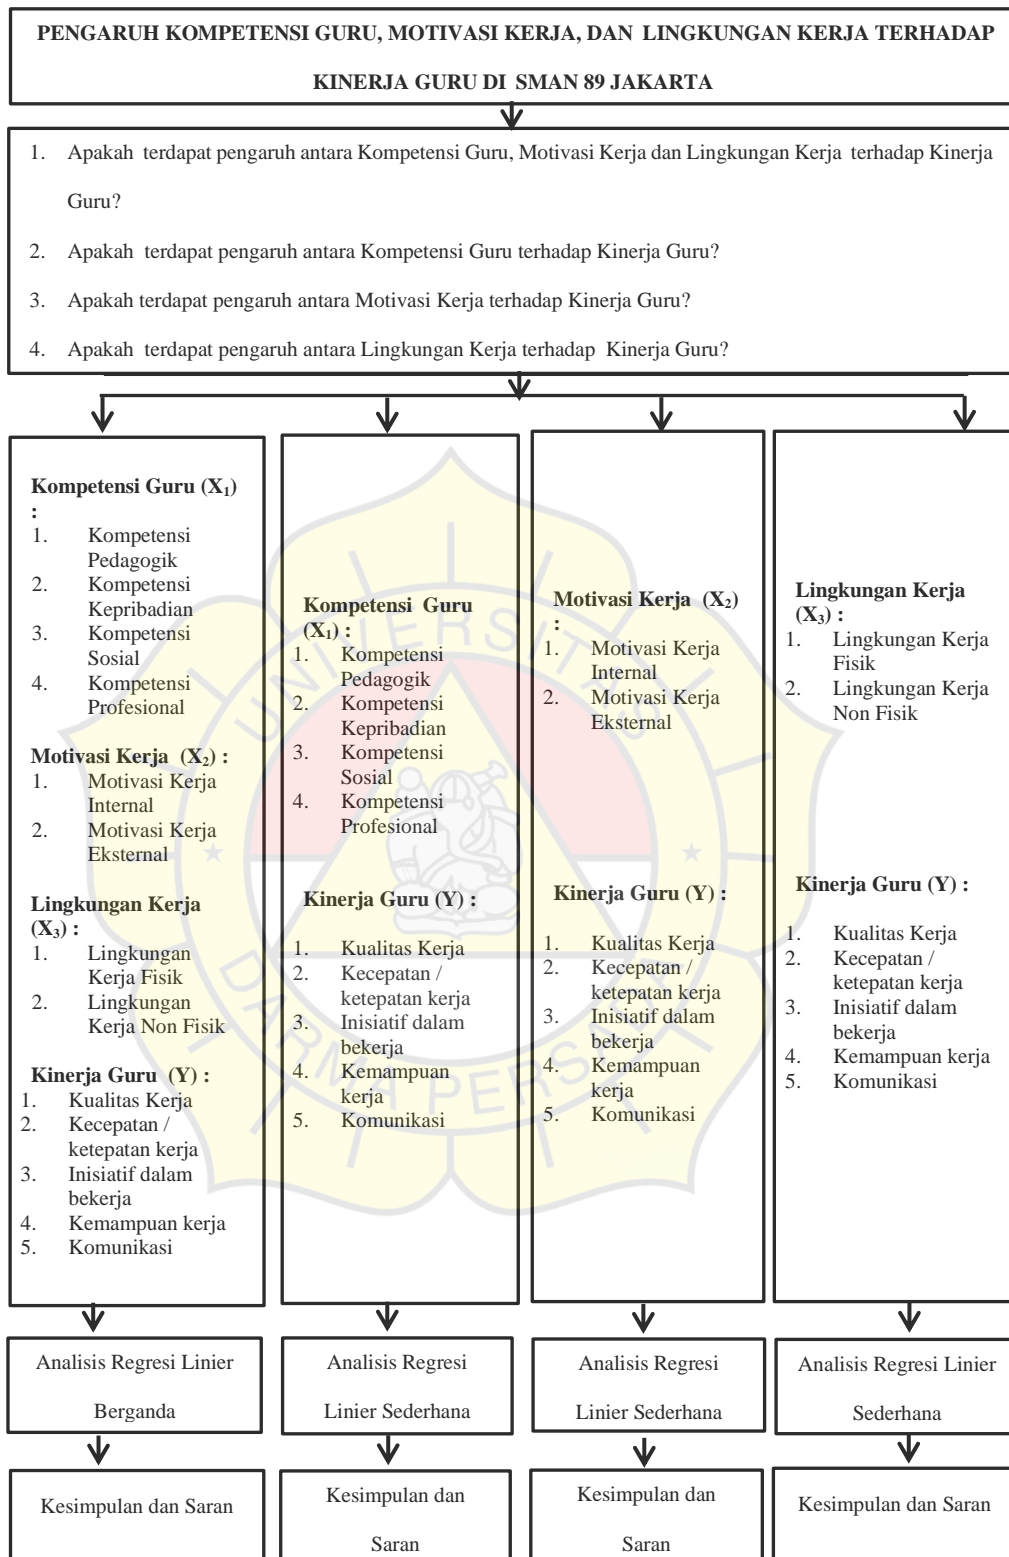 PENGARUH KOMPETENSI GURU, MOTIVASI KERJA, DAN LINGKUNGAN KERJA TERHADAP
KINERJA GURU DI SMAN 89 JAKARTA
1. Apakah terdapat pengaruh antara Kompetensi Guru, Motivasi Kerja dan Lingkungan Kerja terhadap Kinerja
Guru?
2. Apakah terdapat pengaruh antara Kompetensi Guru terhadap Kinerja Guru?
3. Apakah terdapat pengaruh antara Motivasi Kerja terhadap Kinerja Guru?
4. Apakah terdapat pengaruh antara Lingkungan Kerja terhadap Kinerja Guru?
Kompetensi Guru (X₁)
:
1. Kompetensi
Pedagogik
2. Kompetensi
Kepribadian
3. Kompetensi
Sosial
4. Kompetensi
Profesional
Motivasi Kerja (X₂) :
1. Motivasi Kerja
Internal
2. Motivasi Kerja
Eksternal
Lingkungan Kerja
(X₃) :
1. Lingkungan
Kerja Fisik
2. Lingkungan
Kerja Non Fisik
Kinerja Guru (Y) :
1. Kualitas Kerja
2. Kecepatan /
ketepatan kerja
3. Inisiatif dalam
bekerja
4. Kemampuan kerja
5. Komunikasi
Kompetensi Guru
(X₁) :
1. Kompetensi
Pedagogik
2. Kompetensi
Kepribadian
3. Kompetensi
Sosial
4. Kompetensi
Profesional
Kinerja Guru (Y) :
1. Kualitas Kerja
2. Kecepatan /
ketepatan kerja
3. Inisiatif dalam
bekerja
4. Kemampuan
kerja
5. Komunikasi
Motivasi Kerja (X₂)
:
1. Motivasi Kerja
Internal
2. Motivasi Kerja
Eksternal
Kinerja Guru (Y) :
1. Kualitas Kerja
2. Kecepatan /
ketepatan kerja
3. Inisiatif dalam
bekerja
4. Kemampuan
kerja
5. Komunikasi
Lingkungan Kerja
(X₃) :
1. Lingkungan Kerja
Fisik
2. Lingkungan Kerja
Non Fisik
Kinerja Guru (Y) :
1. Kualitas Kerja
2. Kecepatan /
ketepatan kerja
3. Inisiatif dalam
bekerja
4. Kemampuan kerja
5. Komunikasi
UNIVERSITAS
DARMA PERSADA
Analisis Regresi Linier
Berganda
Analisis Regresi
Linier Sederhana
Analisis Regresi
Linier Sederhana
Analisis Regresi Linier
Sederhana
Kesimpulan dan Saran
Kesimpulan dan
Saran
Kesimpulan dan
Saran
Kesimpulan dan Saran